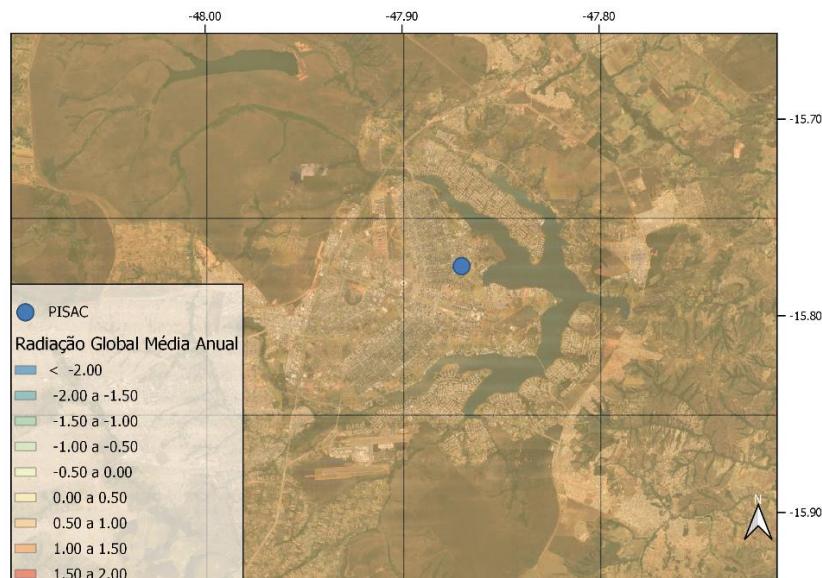 -48.00 -47.90 -47.80
-15.70
-15.80
PISAC
Radiação Global Média Anual
< -2.00
-2.00 a -1.50
-1.50 a -1.00
-1.00 a -0.50
-0.50 a 0.00
0.00 a 0.50
0.50 a 1.00
1.00 a 1.50
1.50 a 2.00
N
-15.90